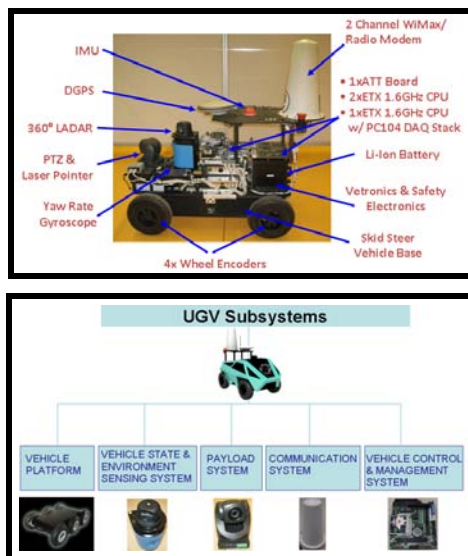 IMU
DGPS
360° LADAR
PTZ &
Laser Pointer
Yaw Rate
Gyroscope
4x Wheel Encoders
2 Channel WiMax/
Radio Modem
• 1xATT Board
• 2xETX 1.6GHz CPU
• 1xETX 1.6GHz CPU
w/ PC104 DAQ Stack
Li-Ion Battery
Vetronics & Safety
Electronics
Skid Steer
Vehicle Base
UGV Subsystems
VEHICLE
PLATFORM
VEHICLE STATE &
ENVIRONMENT
SENSING SYSTEM
PAYLOAD
SYSTEM
COMMUNICATION
SYSTEM
VEHICLE CONTROL
& MANAGEMENT
SYSTEM